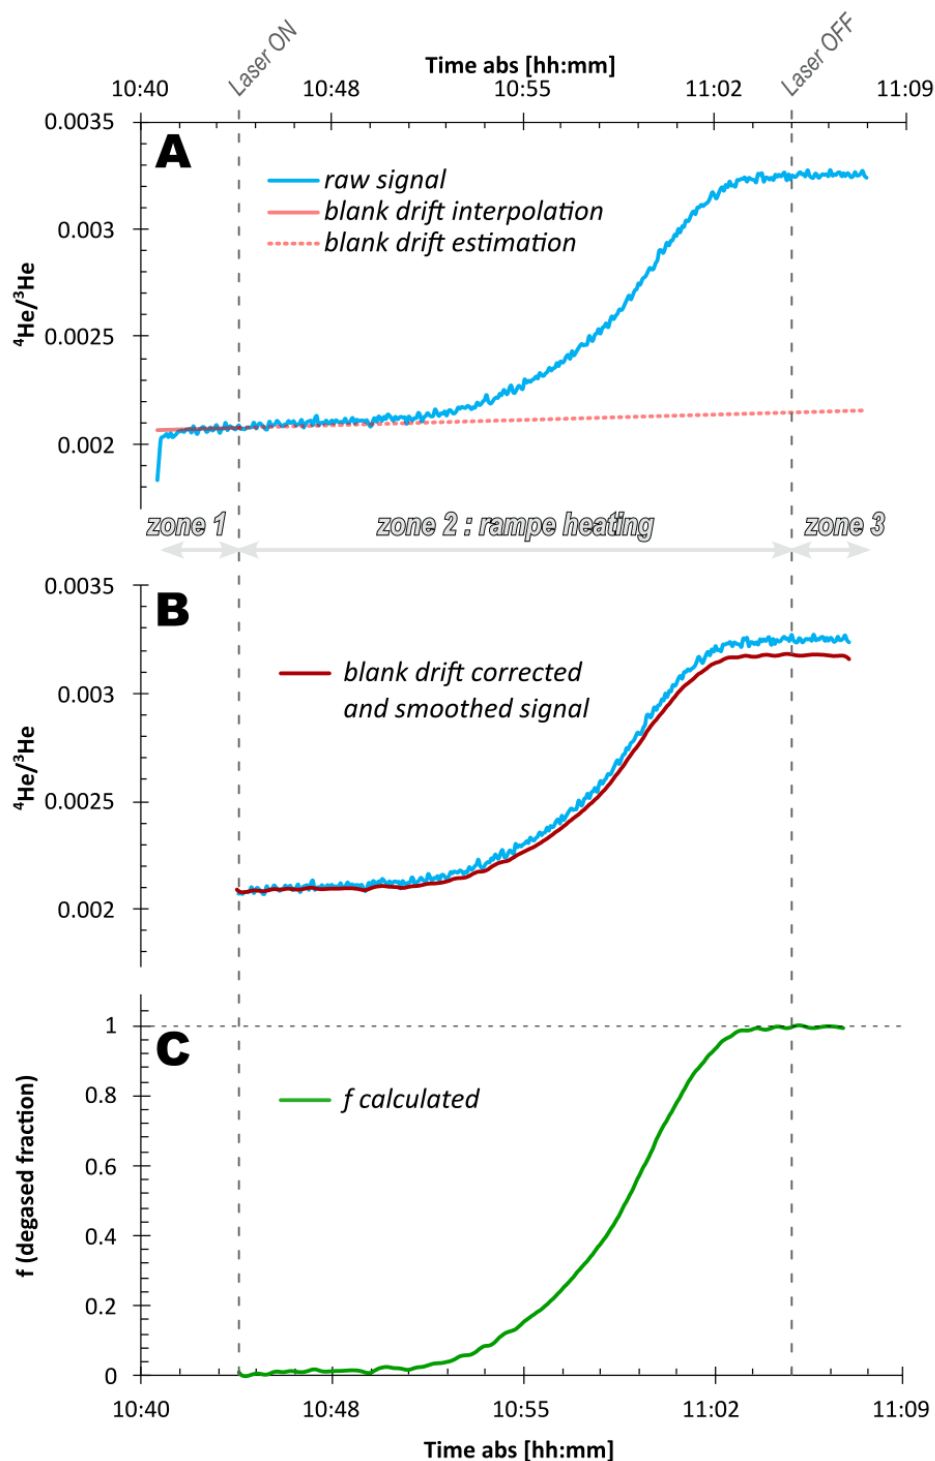 Laser ON
Laser OFF
Time abs [hh:mm]
10:40 10:48 10:55 11:02 11:09
A
0.0035
0.003
0.0025
0.002
⁴He/³He
raw signal
blank drift interpolation
blank drift estimation
zone 1
zone 2 : rampe heating
zone 3
B
0.0035
0.003
0.0025
0.002
⁴He/³He
blank drift corrected
and smoothed signal
C
1
0.8
0.6
0.4
0.2
0
f (degased fraction)
f calculated
10:40 10:48 10:55 11:02 11:09
Time abs [hh:mm]